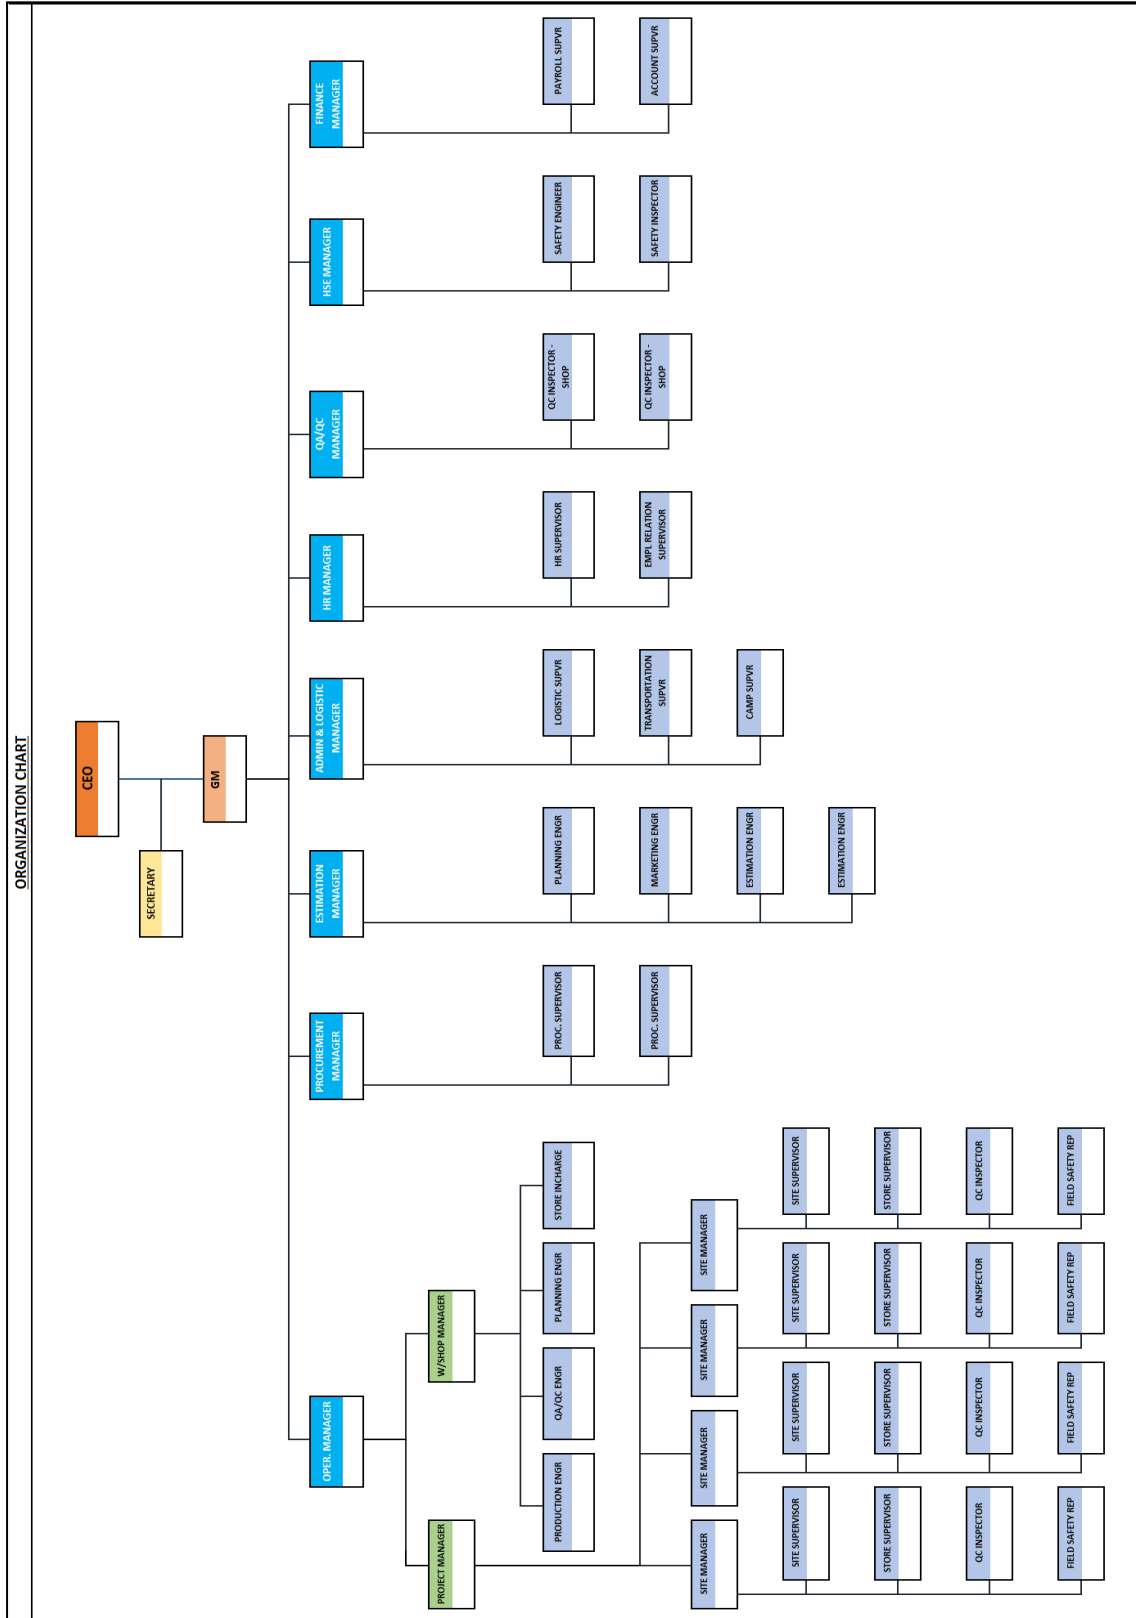 ORGANIZATION CHART
CEO
SECRETARY
GM
OPER. MANAGER
PROCUREMENT
MANAGER
ESTIMATION
MANAGER
ADMIN & LOGISTIC
MANAGER
HR MANAGER
QA/QC
MANAGER
HSE MANAGER
FINANCE
MANAGER
PROJECT MANAGER
W/SHOP MANAGER
PRODUCTION ENGR
QA/QC ENGR
PLANNING ENGR
STORE INCHARGE
PROC. SUPERVISOR
PLANNING ENGR
LOGISTIC SUPVR
HR SUPERVISOR
QC INSPECTOR -
SHOP
SAFETY ENGINEER
PAYROLL SUPVR
PROC. SUPERVISOR
MARKETING ENGR
TRANSPORTATION
SUPVR
EMPL RELATION
SUPERVISOR
QC INSPECTOR -
SHOP
SAFETY INSPECTOR
ACCOUNT SUPVR
SITE MANAGER
SITE MANAGER
SITE MANAGER
SITE MANAGER
ESTIMATION ENGR
CAMP SUPVR
SITE SUPERVISOR
SITE SUPERVISOR
SITE SUPERVISOR
SITE SUPERVISOR
ESTIMATION ENGR
STORE SUPERVISOR
STORE SUPERVISOR
STORE SUPERVISOR
STORE SUPERVISOR
QC INSPECTOR
QC INSPECTOR
QC INSPECTOR
QC INSPECTOR
FIELD SAFETY REP
FIELD SAFETY REP
FIELD SAFETY REP
FIELD SAFETY REP